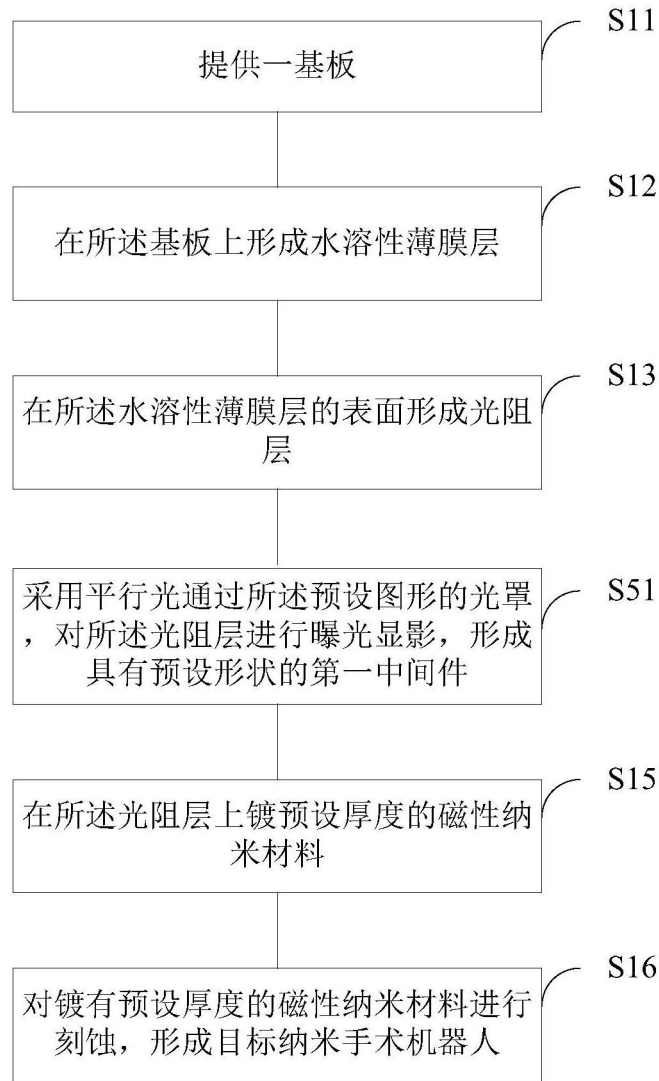 S11
提供一基板
S12
在所述基板上形成水溶性薄膜层
S13
在所述水溶性薄膜层的表面形成光阻
层
S51
采用平行光通过所述预设图形的光罩
，对所述光阻层进行曝光显影，形成
具有预设形状的第一中间件
S15
在所述光阻层上镀预设厚度的磁性纳
米材料
S16
对镀有预设厚度的磁性纳米材料进行
刻蚀，形成目标纳米手术机器人